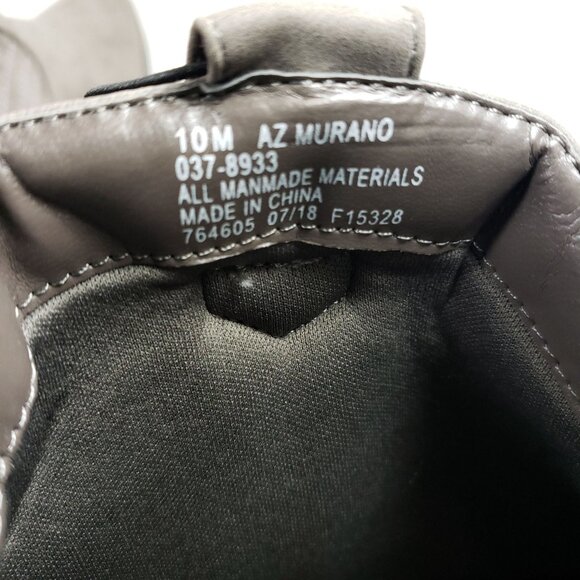 10M AZ MURANO
037-8933
ALL MANMADE MATERIALS
MADE IN CHINA
764605 07/18 F15328